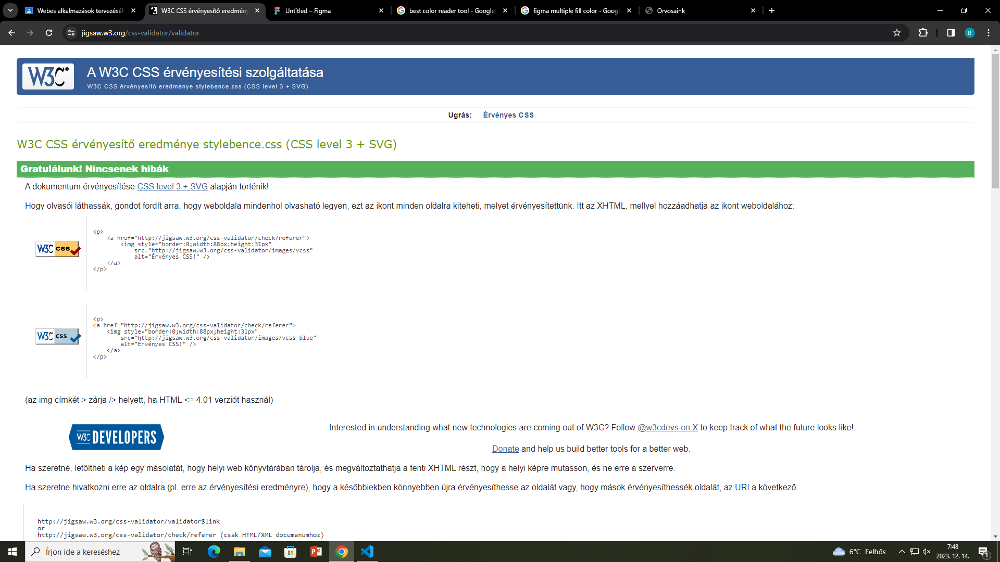 Webes alkalmazások tervezéséh
W3C CSS érvényesítő eredmény
Untitled – Figma
best color reader tool - Google
figma multiple fill color - Googl
Orvosaink
jigsaw.w3.org/css-validator/validator
B
W3C®
A W3C CSS érvényesítési szolgáltatása
W3C CSS érvényesítő eredménye stylebence.css (CSS level 3 + SVG)
Ugrás: Érvényes CSS
W3C CSS érvényesítő eredménye stylebence.css (CSS level 3 + SVG)
Gratulálunk! Nincsenek hibák
A dokumentum érvényesítése CSS level 3 + SVG alapján történik!
Hogy olvasói láthassák, gondot fordít arra, hogy weboldala mindenhol olvasható legyen, ezt az ikont minden oldalra kiteheti, melyet érvényesítettünk. Itt az XHTML, mellyel hozzáadhatja az ikont weboldalához:
W3C css
<p>
<a href="http://jigsaw.w3.org/css-validator/check/referer">
<img style="border:0;width:88px;height:31px"
src="http://jigsaw.w3.org/css-validator/images/vcss"
alt="Érvényes CSS!" />
</a>
</p>
W3C css
<p>
<a href="http://jigsaw.w3.org/css-validator/check/referer">
<img style="border:0;width:88px;height:31px"
src="http://jigsaw.w3.org/css-validator/images/vcss-blue"
alt="Érvényes CSS!" />
</a>
</p>
(az img címkét > zárja /> helyett, ha HTML <= 4.01 verziót használ)
W3C DEVELOPERS
Interested in understanding what new technologies are coming out of W3C? Follow @w3cdevs on X to keep track of what the future looks like!
Donate and help us build better tools for a better web.
Ha szeretné, letöltheti a kép egy másolatát, hogy helyi web könyvtárában tárolja, és megváltoztathatja a fenti XHTML részt, hogy a helyi képre mutasson, és ne erre a szerverre.
Ha szeretne hivatkozni erre az oldalra (pl. erre az érvényesítési eredményre), hogy a későbbiekben könnyebben újra érvényesíthesse az oldalát vagy, hogy mások érvényesíthessék oldalát, az URI a következő:
http://jigsaw.w3.org/css-validator/validator$link
or
http://jigsaw.w3.org/css-validator/check/referer (csak HTML/XML documenumhoz)
Írjon ide a kereséshez
6°C Felhős
7:48
2023. 12. 14.
1